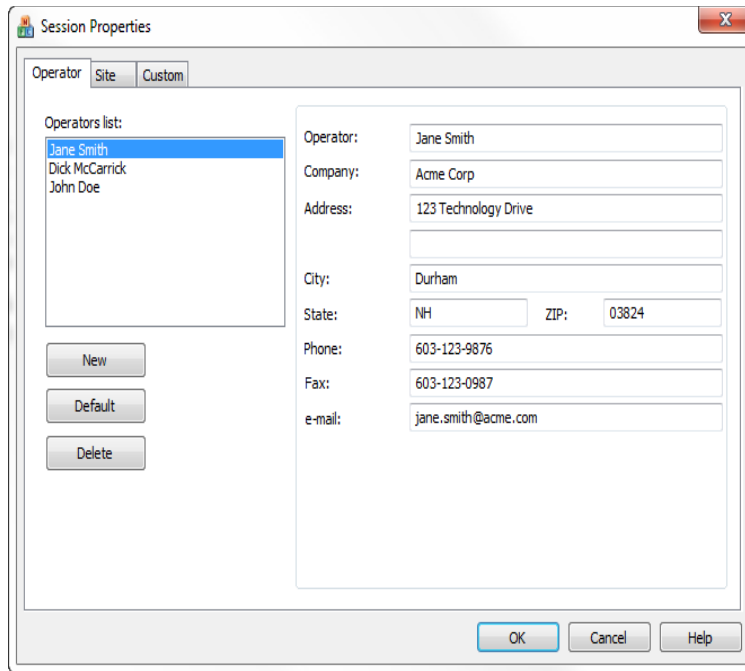 Session Properties
Operator Site Custom
Operators list:
Jane Smith
Dick McCarrick
John Doe
New
Default
Delete
Operator: Jane Smith
Company: Acme Corp
Address: 123 Technology Drive
City: Durham
State: NH ZIP: 03824
Phone: 603-123-9876
Fax: 603-123-0987
e-mail: jane.smith@acme.com
OK Cancel Help